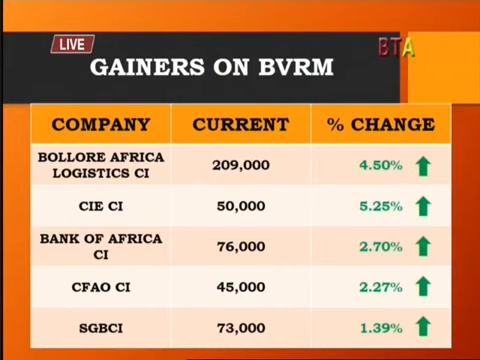 LIVE
BTA
GAINERS ON BVRM
COMPANY CURRENT % CHANGE
BOLLORE AFRICA
LOGISTICS CI 209,000 4.50%
CIE CI 50,000 5.25%
BANK OF AFRICA
CI 76,000 2.70%
CFAO CI 45,000 2.27%
SGBCI 73,000 1.39%